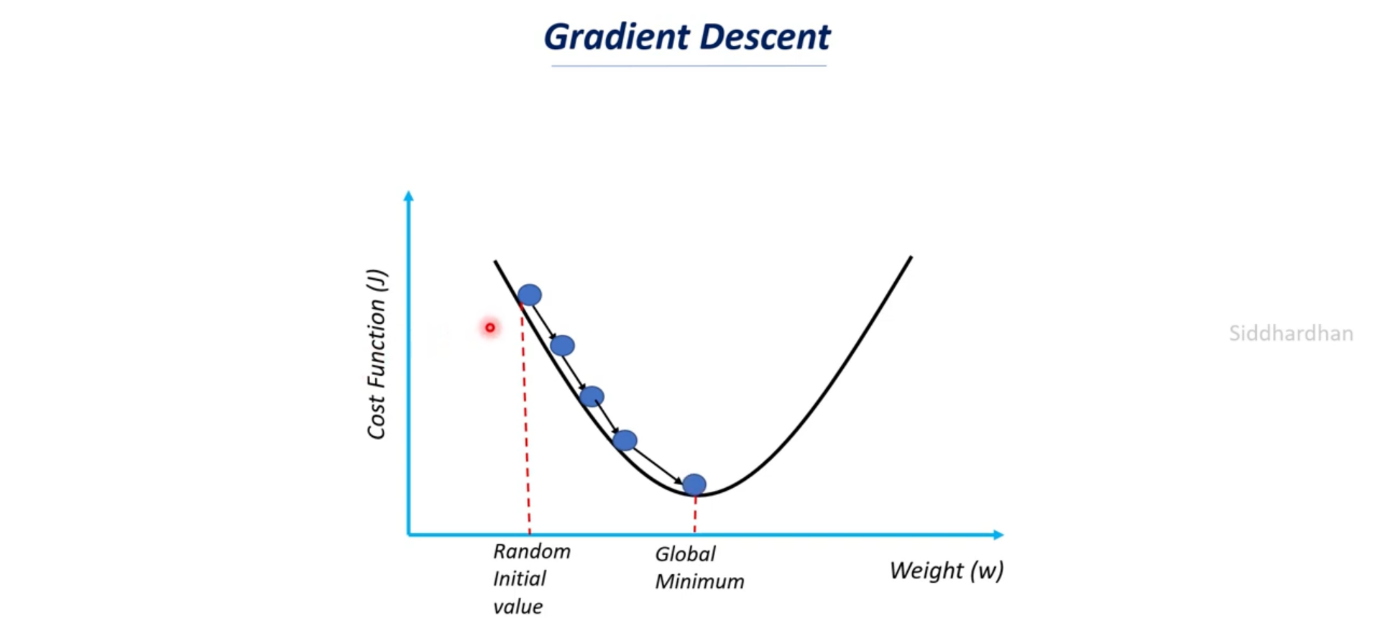 Gradient Descent
Cost Function (J)
Siddhardhan
Random
Initial
value
Global
Minimum
Weight (w)